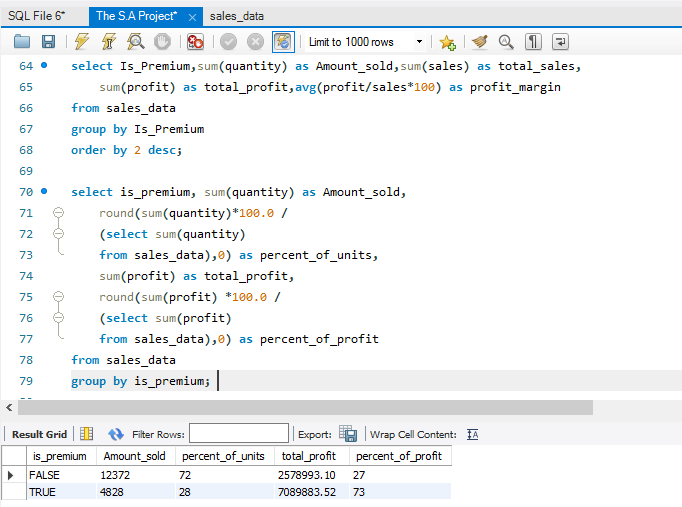 SQL File 6* The S.A Project* × sales_data
Limit to 1000 rows
64 select Is_Premium,sum(quantity) as Amount_sold,sum(sales) as total_sales,
65 sum(profit) as total_profit,avg(profit/sales*100) as profit_margin
66 from sales_data
67 group by Is_Premium
68 order by 2 desc;
69
70 select is_premium, sum(quantity) as Amount_sold,
71 round(sum(quantity)*100.0 /
72 (select sum(quantity)
73 from sales_data),0) as percent_of_units,
74 sum(profit) as total_profit,
75 round(sum(profit) *100.0 /
76 (select sum(profit)
77 from sales_data),0) as percent_of_profit
78 from sales_data
79 group by is_premium;
Result Grid Filter Rows: Export: Wrap Cell Content:
is_premium Amount_sold percent_of_units total_profit percent_of_profit
FALSE 12372 72 2578993.10 27
TRUE 4828 28 7089883.52 73